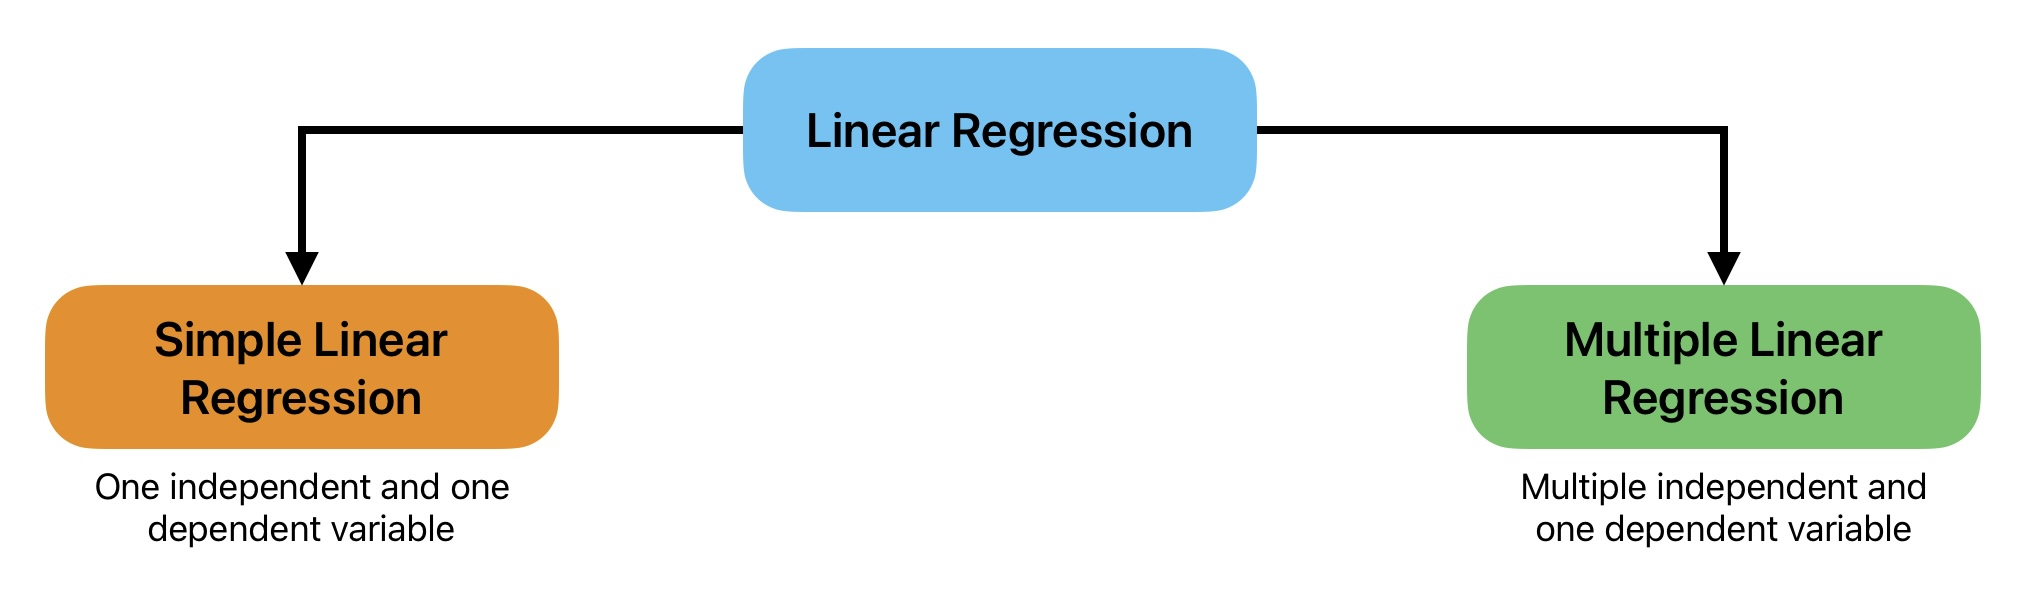 Linear Regression
Simple Linear
Regression
One independent and one
dependent variable
Multiple Linear
Regression
Multiple independent and
one dependent variable